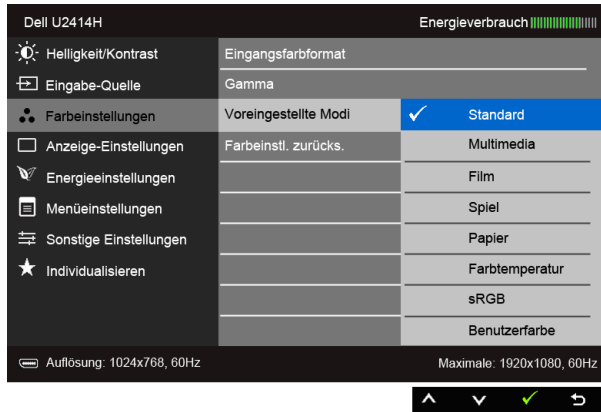 Dell U2414H Energieverbrauch
Helligkeit/Kontrast Eingangsfarbformat
Eingabe-Quelle Gamma
Farbeinstellungen Voreingestellte Modi Standard
Anzeige-Einstellungen Farbeinstl. zurücks. Multimedia
Energieeinstellungen Film
Menüeinstellungen Spiel
Sonstige Einstellungen Papier
Individualisieren Farbtemperatur
sRGB
Benutzerfarbe
Auflösung: 1024x768, 60Hz Maximale: 1920x1080, 60Hz